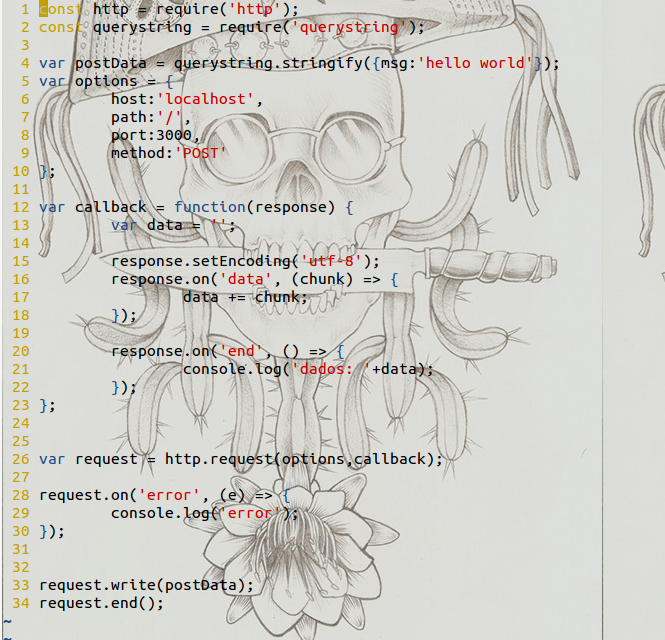 1 const http = require('http');
2 const querystring = require('querystring');
3
4 var postData = querystring.stringify({msg:'hello world'});
5 var options = {
6         host:'localhost',
7         path:'/',
8         port:3000,
9         method:'POST'
10 };
11
12 var callback = function(response) {
13         var data = '';
14
15         response.setEncoding('utf-8');
16         response.on('data', (chunk) => {
17                 data += chunk;
18         });
19
20         response.on('end', () => {
21                 console.log('dados: '+data);
22         });
23 };
24
25
26 var request = http.request(options,callback);
27
28 request.on('error', (e) => {
29         console.log('error');
30 });
31
32
33 request.write(postData);
34 request.end();
~
~